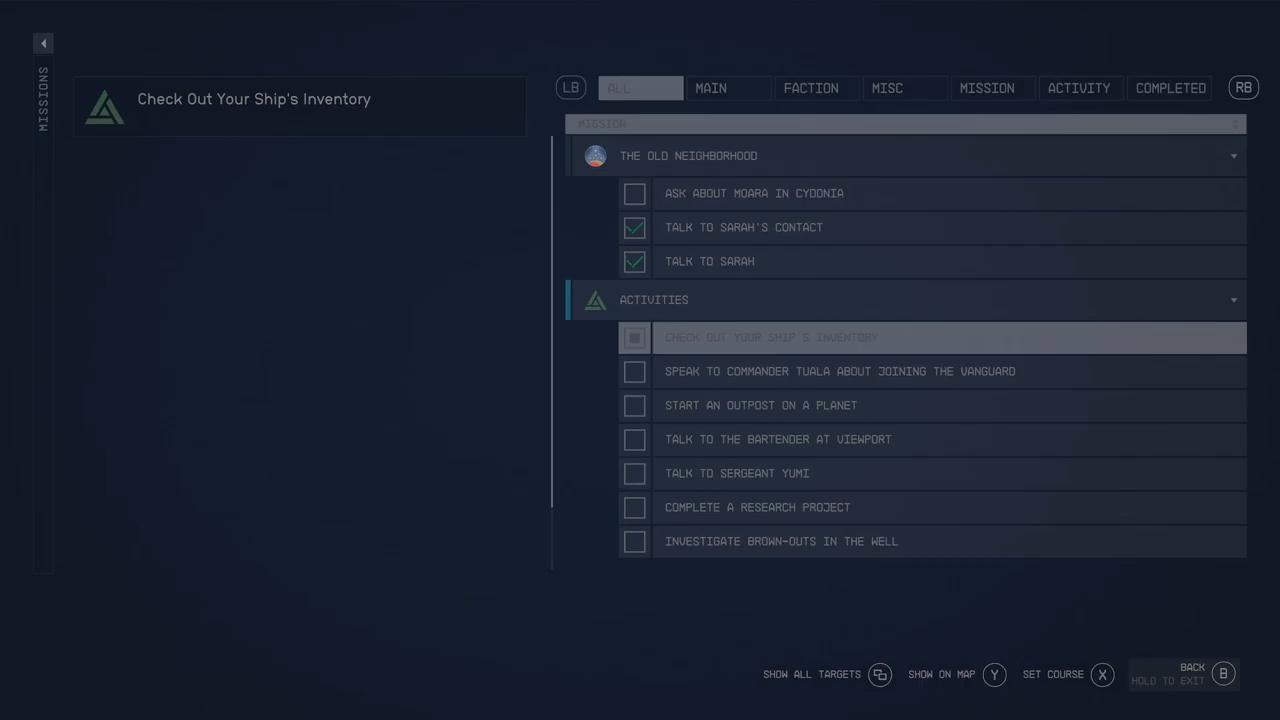 MISSIONS
Check Out Your Ship's Inventory
LB
ALL
MAIN
FACTION
MISC
MISSION
ACTIVITY
COMPLETED
RB
MISSION
THE OLD NEIGHBORHOOD
ASK ABOUT MOARA IN CYDONIA
TALK TO SARAH'S CONTACT
TALK TO SARAH
ACTIVITIES
CHECK OUT YOUR SHIP'S INVENTORY
SPEAK TO COMMANDER TUALA ABOUT JOINING THE VANGUARD
START AN OUTPOST ON A PLANET
TALK TO THE BARTENDER AT VIEWPORT
TALK TO SERGEANT YUMI
COMPLETE A RESEARCH PROJECT
INVESTIGATE BROWN-OUTS IN THE WELL
SHOW ALL TARGETS
SHOW ON MAP Y
SET COURSE X
BACK B
HOLD TO EXIT